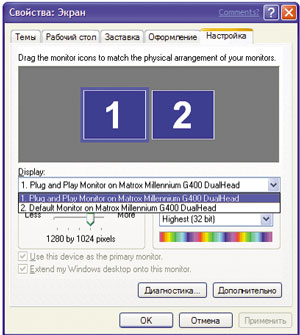 Свойства: Экран
Comments?
Темы
Рабочий стол
Заставка
Оформление
Настройка
Drag the monitor icons to match the physical arrangement of your monitors.
1
2
Display:
1. Plug and Play Monitor on Matrox Millennium G400 DualHead
1. Plug and Play Monitor on Matrox Millennium G400 DualHead
2. Default Monitor on Matrox Millennium G400 DualHead
Less
More
Highest (32 bit)
1280 by 1024 pixels
Use this device as the primary monitor.
Extend my Windows desktop onto this monitor.
Диагностика...
Дополнительно
OK
Отмена
Применить